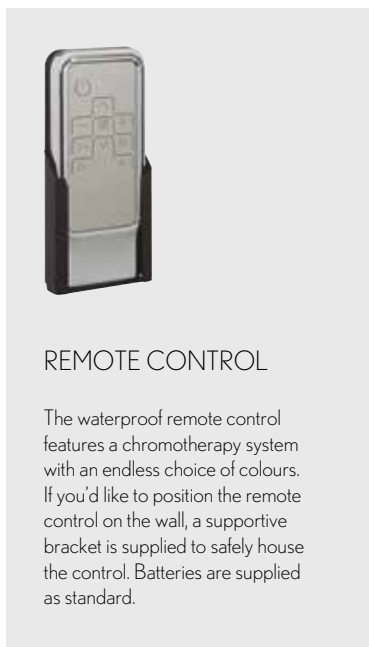 REMOTE CONTROL
The waterproof remote control
features a chromotherapy system
with an endless choice of colours.
If you'd like to position the remote
control on the wall, a supportive
bracket is supplied to safely house
the control. Batteries are supplied
as standard.